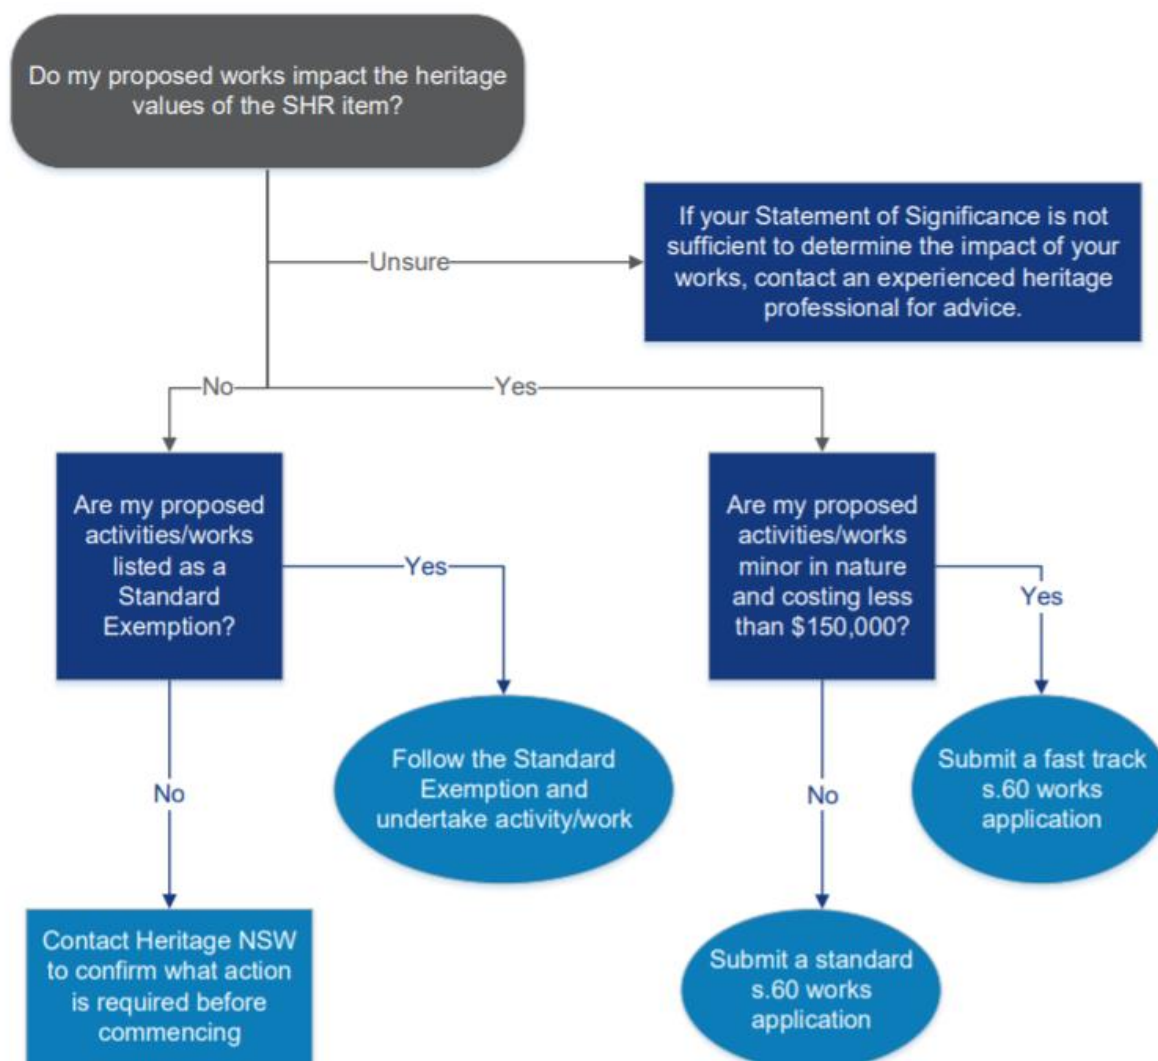 Do my proposed works impact the heritage
values of the SHR item?
If your Statement of Significance is not
sufficient to determine the impact of your
works, contact an experienced heritage
professional for advice.
Unsure
No
Yes
Are my proposed
activities/works
listed as a
Standard
Exemption?
Yes
Are my proposed
activities/works
minor in nature
and costing less
than $150,000?
Yes
No
Follow the Standard
Exemption and
undertake activity/work
No
Submit a fast track
s.60 works
application
Contact Heritage NSW
to confirm what action
is required before
commencing
Submit a standard
s.60 works
application